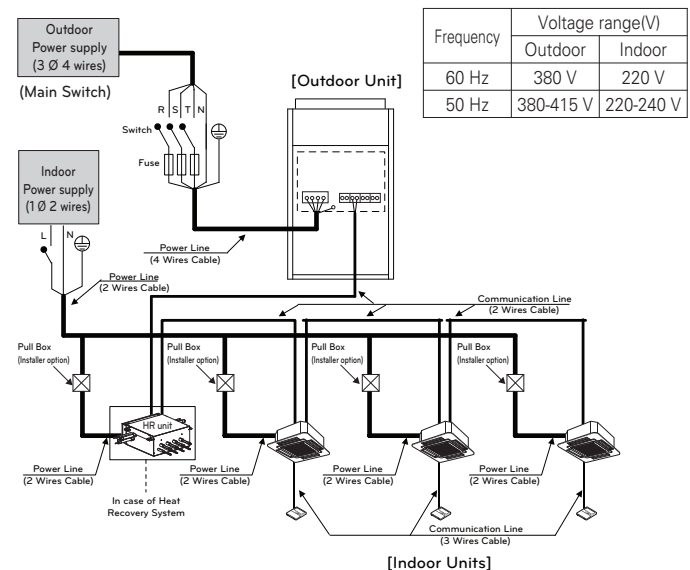 Outdoor
Power supply
(3 Ø 4 wires)
(Main Switch)
R S T N
Switch
Fuse
[Outdoor Unit]
Frequency
Voltage range(V)
Outdoor Indoor
60 Hz 380 V 220 V
50 Hz 380-415 V 220-240 V
Indoor
Power supply
(1 Ø 2 wires)
L N
Power Line
(4 Wires Cable)
Power Line
(2 Wires Cable)
Communication Line
(2 Wires Cable)
Pull Box
(Installer option)
Pull Box
(Installer option)
Pull Box
(Installer option)
Pull Box
(Installer option)
HR unit
Power Line
(2 Wires Cable)
Power Line
(2 Wires Cable)
Power Line
(2 Wires Cable)
Power Line
(2 Wires Cable)
In case of Heat
Recovery System
Communication Line
(3 Wires Cable)
[Indoor Units]